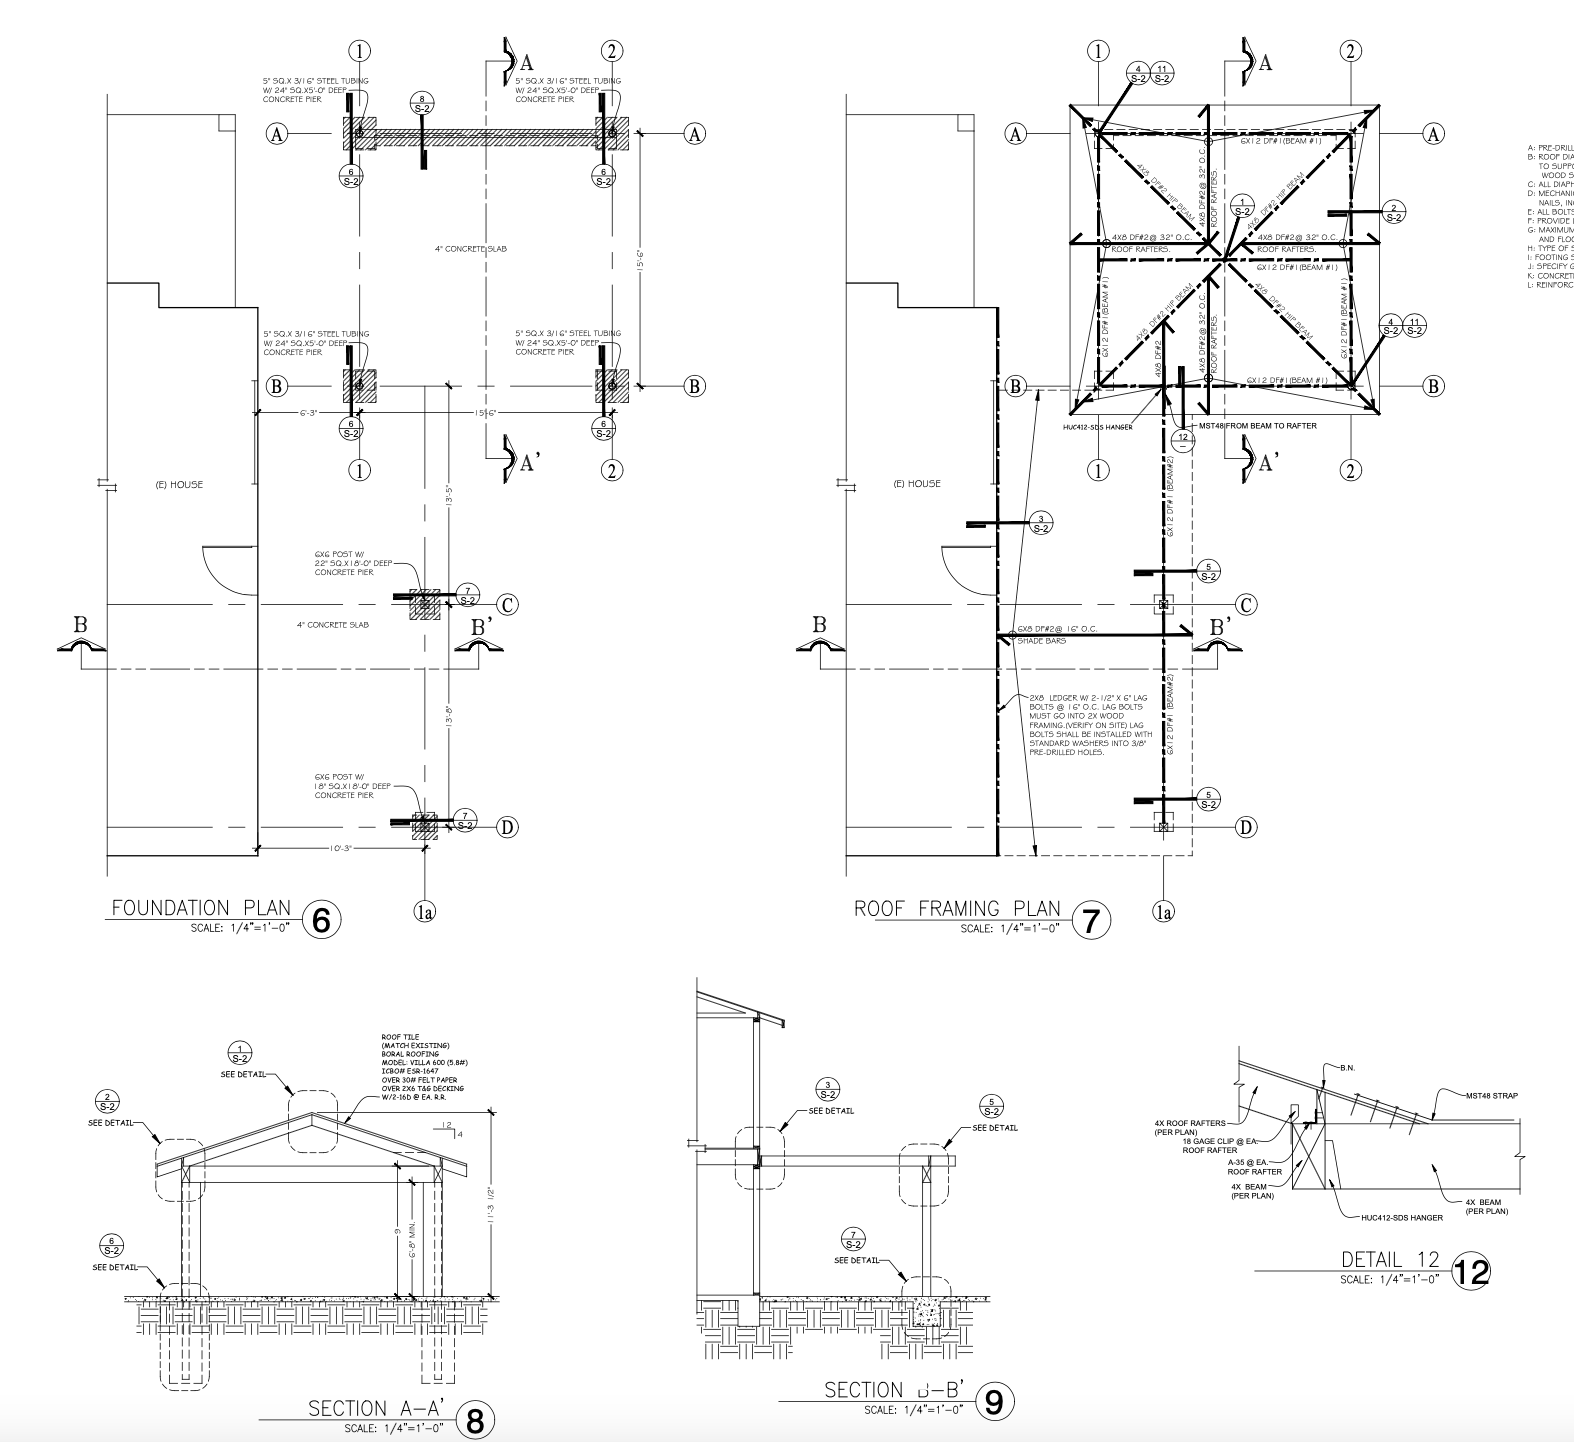 1
2
A
5" SQ.X 3/16" STEEL TUBING
W/ 24" SQ.X5'-0" DEEP
CONCRETE PIER
5" SQ.X 3/16" STEEL TUBING
W/ 24" SQ.X5'-0" DEEP
CONCRETE PIER
8
S-2
A
A
6
S-2
6
S-2
4" CONCRETE SLAB
15'-6"
5" SQ.X 3/16" STEEL TUBING
W/ 24" SQ.X5'-0" DEEP
CONCRETE PIER
5" SQ.X 3/16" STEEL TUBING
W/ 24" SQ.X5'-0" DEEP
CONCRETE PIER
B
B
6'-3"
15'-6"
6
S-2
6
S-2
1
2
A'
(E) HOUSE
13'-5"
6X6 POST W/
22" SQ.X18'-0" DEEP
CONCRETE PIER
7
S-2
C
4" CONCRETE SLAB
B
B'
13'-8"
6X6 POST W/
18" SQ.X18'-0" DEEP
CONCRETE PIER
7
S-2
D
10'-3"
1a
FOUNDATION PLAN
6
SCALE: 1/4"=1'-0"
1
2
A
4
S-2
11
S-2
A
A
6X12 DF#1(BEAM #1)
4X8 DF#2 HIP BEAM
4X8 DF#2@ 32" O.C.
ROOF RAFTERS.
4X8 DF#2 HIP BEAM
1
S-2
2
S-2
4X8 DF#2@ 32" O.C.
ROOF RAFTERS.
4X8 DF#2@ 32" O.C.
ROOF RAFTERS.
6X12 DF#1(BEAM #1)
6X12 DF#1(BEAM #1)
4X8 DF#2 HIP BEAM
4X8 DF#2@ 32" O.C.
ROOF RAFTERS.
4X8 DF#2 HIP BEAM
6X12 DF#1(BEAM #1)
4X8 DF#2
4
S-2
11
S-2
6X12 DF#1(BEAM #1)
B
B
HUC412-SDS HANGER
MST48 FROM BEAM TO RAFTER
12
–
1
2
A'
(E) HOUSE
6X12 DF#1 (BEAM#2)
3
S-2
5
S-2
C
6X8 DF#2@ 16" O.C.
SHADE BARS
B
B'
2X8 LEDGER W/ 2-1/2" X 6" LAG
BOLTS @ 16" O.C. LAG BOLTS
MUST GO INTO 2X WOOD
FRAMING.(VERIFY ON SITE) LAG
BOLTS SHALL BE INSTALLED WITH
STANDARD WASHERS INTO 3/8"
PRE-DRILLED HOLES.
6X12 DF#1 (BEAM#2)
5
S-2
D
1a
ROOF FRAMING PLAN
7
SCALE: 1/4"=1'-0"
A: PRE-DRILL
B: ROOF DIA
TO SUPPO
WOOD S
C: ALL DIAPH
D: MECHANI
NAILS, IN
E: ALL BOLTS
F: PROVIDE
G: MAXIMUM
AND FLO
H: TYPE OF S
I: FOOTING S
J: SPECIFY G
K: CONCRET
L: REINFORC
1
S-2
SEE DETAIL
ROOF TILE
(MATCH EXISTING)
BORAL ROOFING
MODEL: VILLA 600 (5.8#)
ICBO# ESR-1647
OVER 30# FELT PAPER
OVER 2X6 T&G DECKING
W/2-16D @ EA. R.R.
2
S-2
SEE DETAIL
12
4
9
6'-8" MIN.
11'-3 1/2"
6
S-2
SEE DETAIL
SECTION A-A'
8
SCALE: 1/4"=1'-0"
3
S-2
SEE DETAIL
5
S-2
SEE DETAIL
7
S-2
SEE DETAIL
SECTION B-B'
9
SCALE: 1/4"=1'-0"
B.N.
MST48 STRAP
4X ROOF RAFTERS
(PER PLAN)
18 GAGE CLIP @ EA.
ROOF RAFTER
A-35 @ EA.
ROOF RAFTER
4X BEAM
(PER PLAN)
4X BEAM
(PER PLAN)
HUC412-SDS HANGER
DETAIL 12
12
SCALE: 1/4"=1'-0"